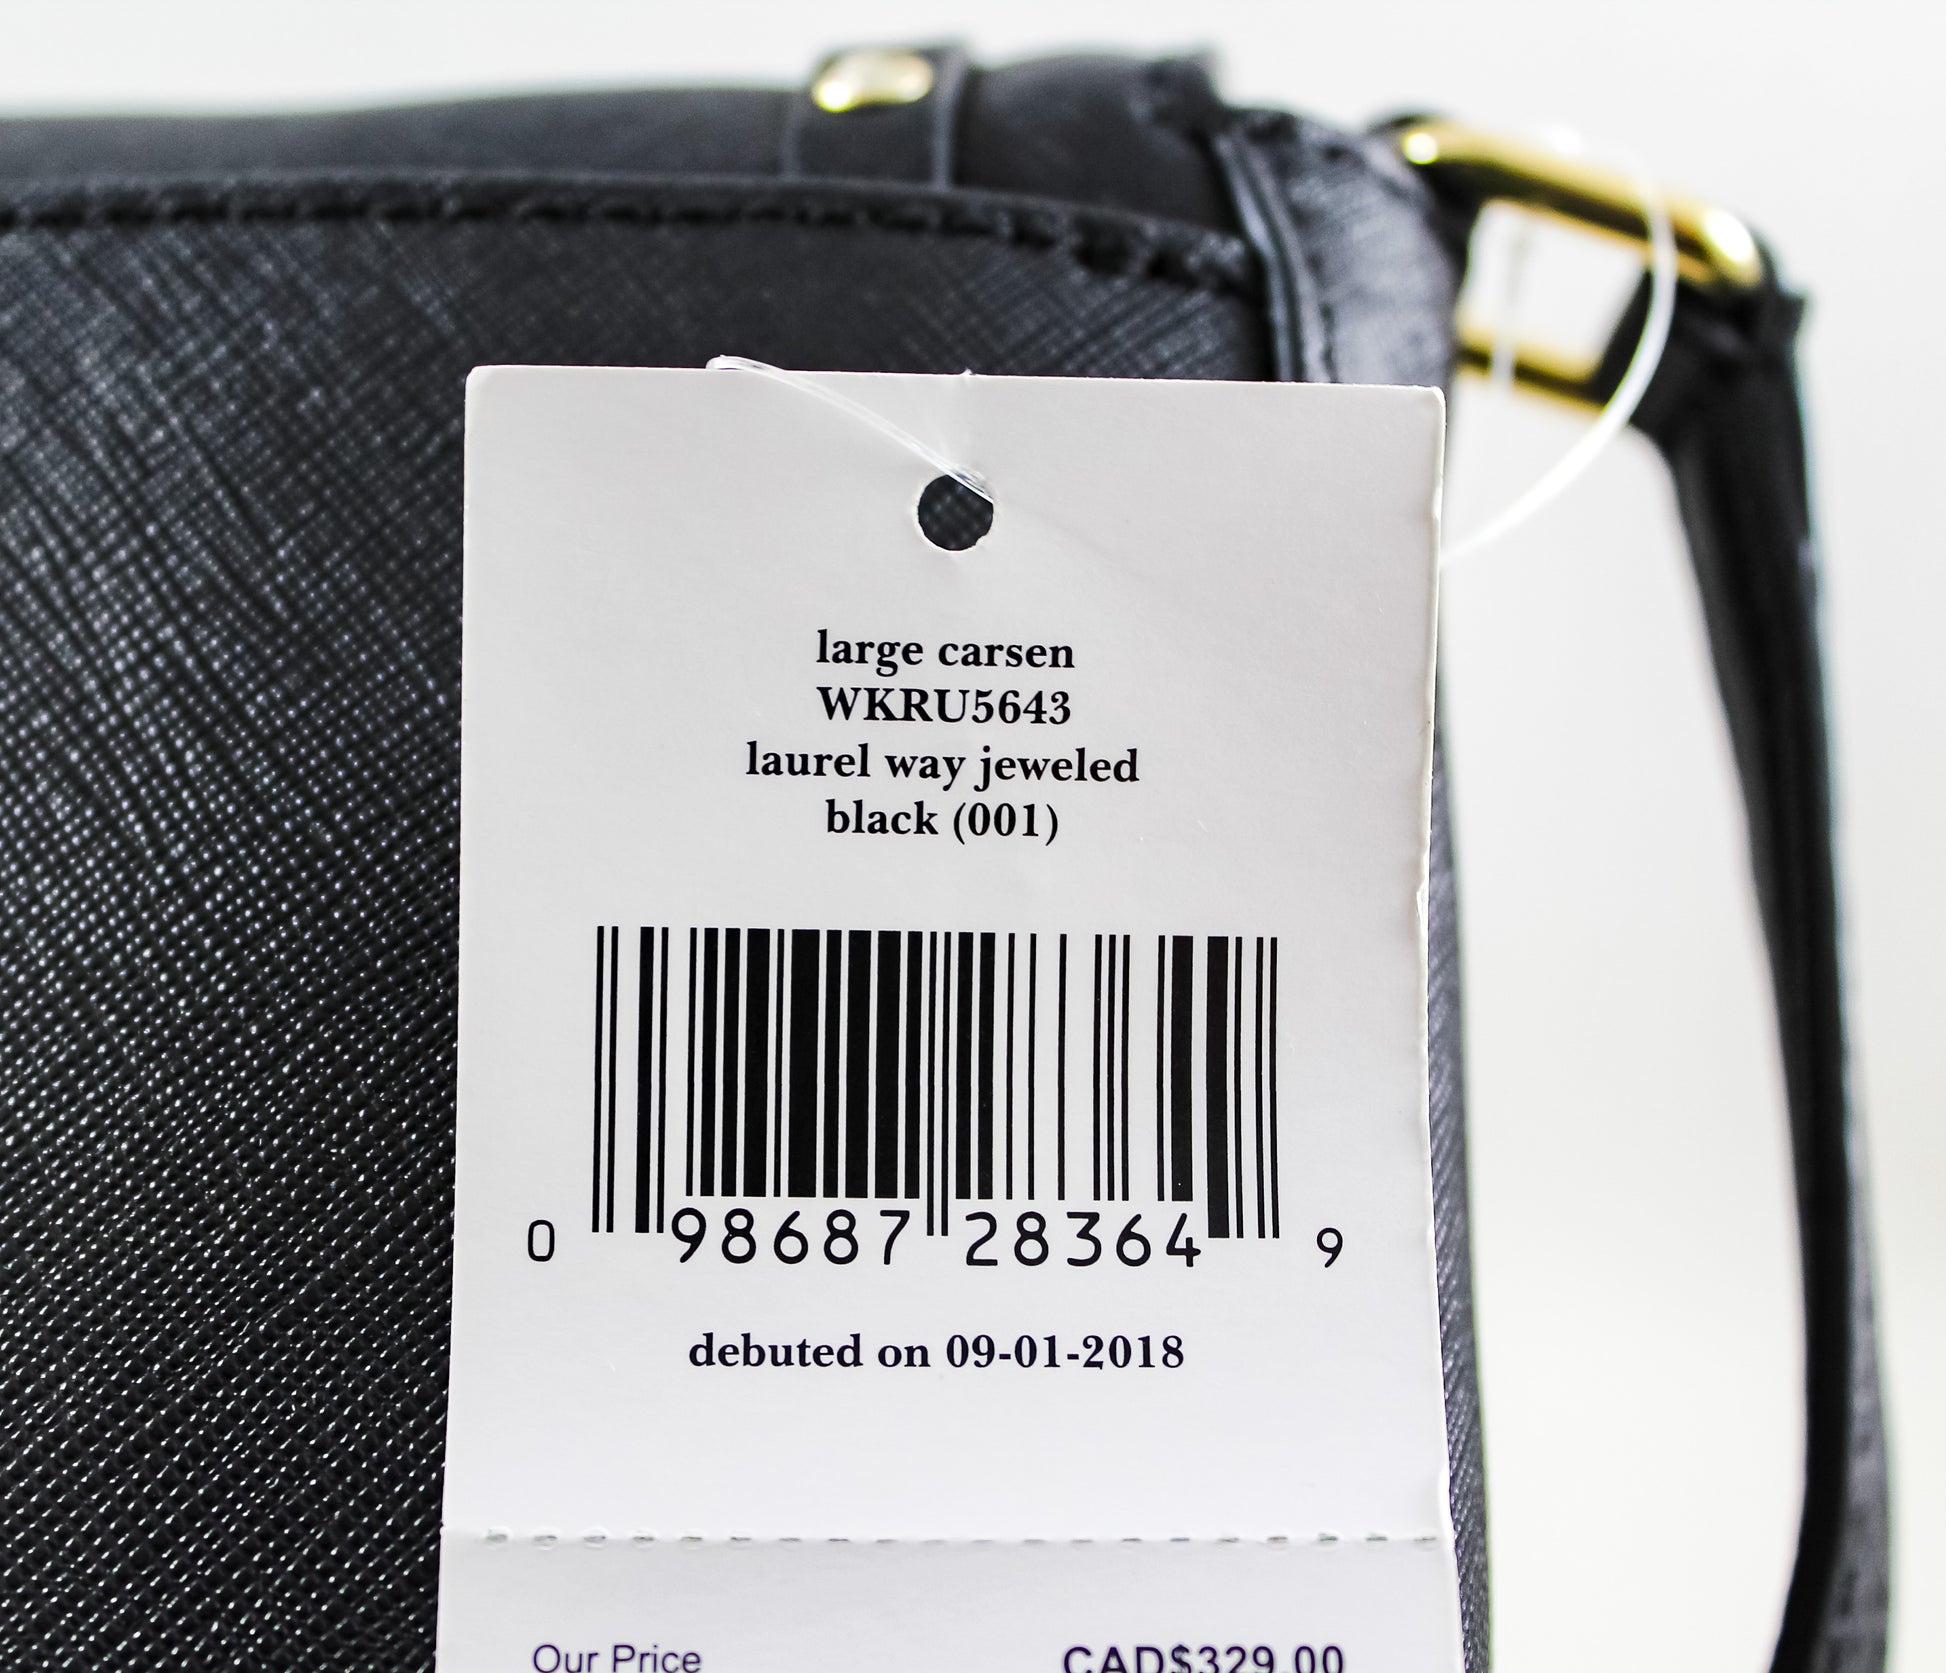 large carsen
WKRU5643
laurel way jeweled
black (001)
0 98687 28364 9
debuted on 09-01-2018
Our Price CAD$329.00